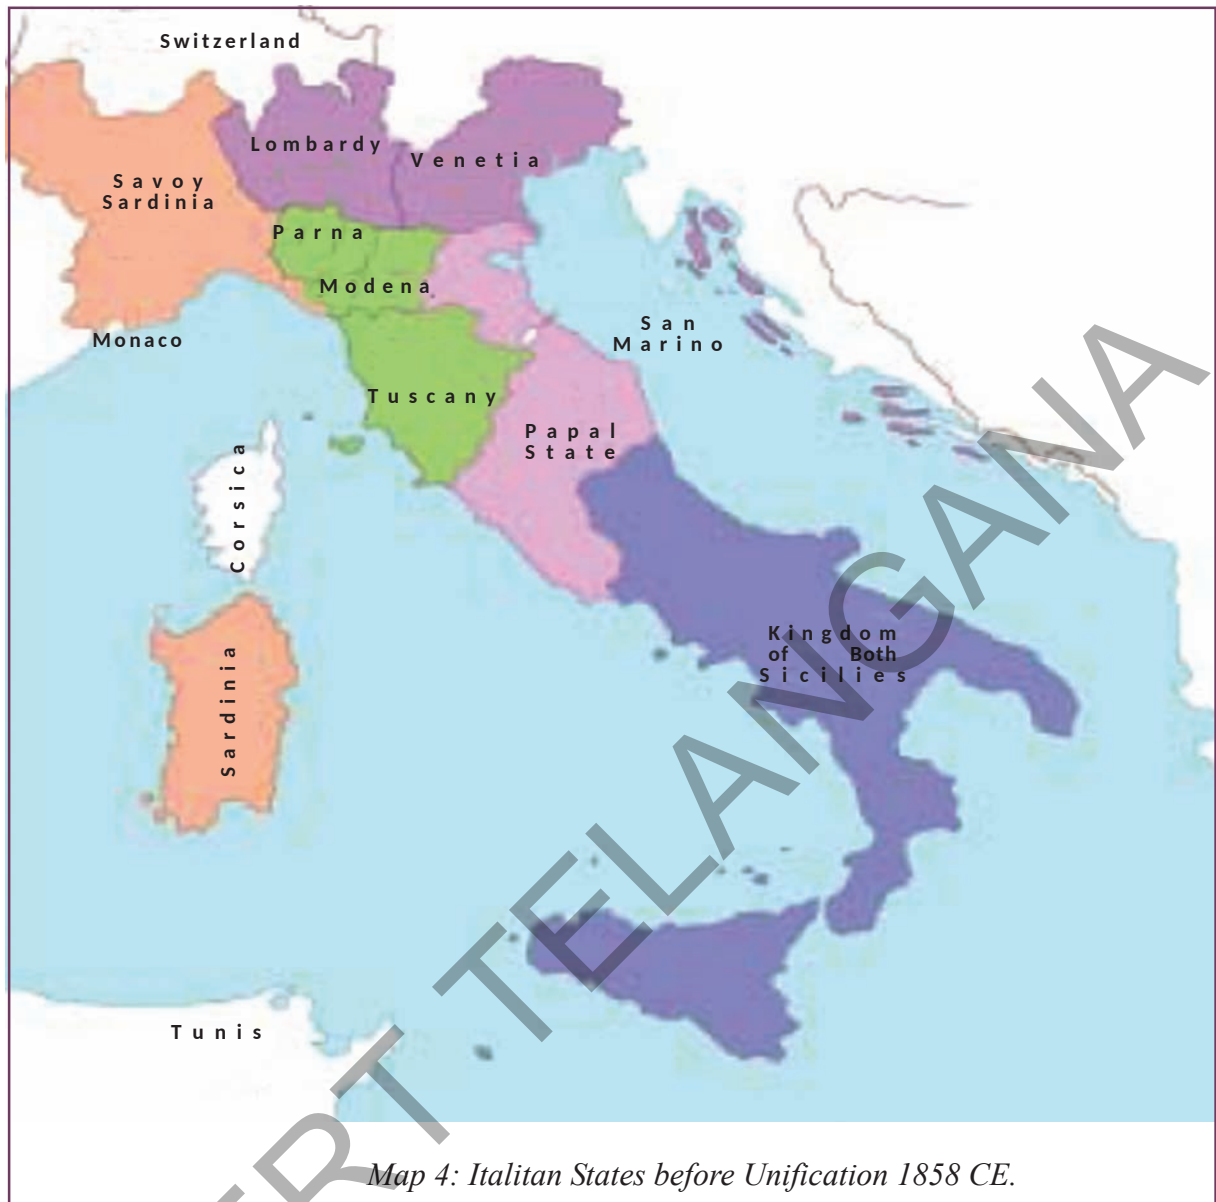 Switzerland
Lombardy
Venetia
Savoy
Sardinia
Parna
Modena
San
Marino
Monaco
Tuscany
Papal
State
Corsica
Kingdom
of Both
Sicilies
Sardinia
Tunis
ERT TELANGANA
Map 4: Italitan States before Unification 1858 CE.